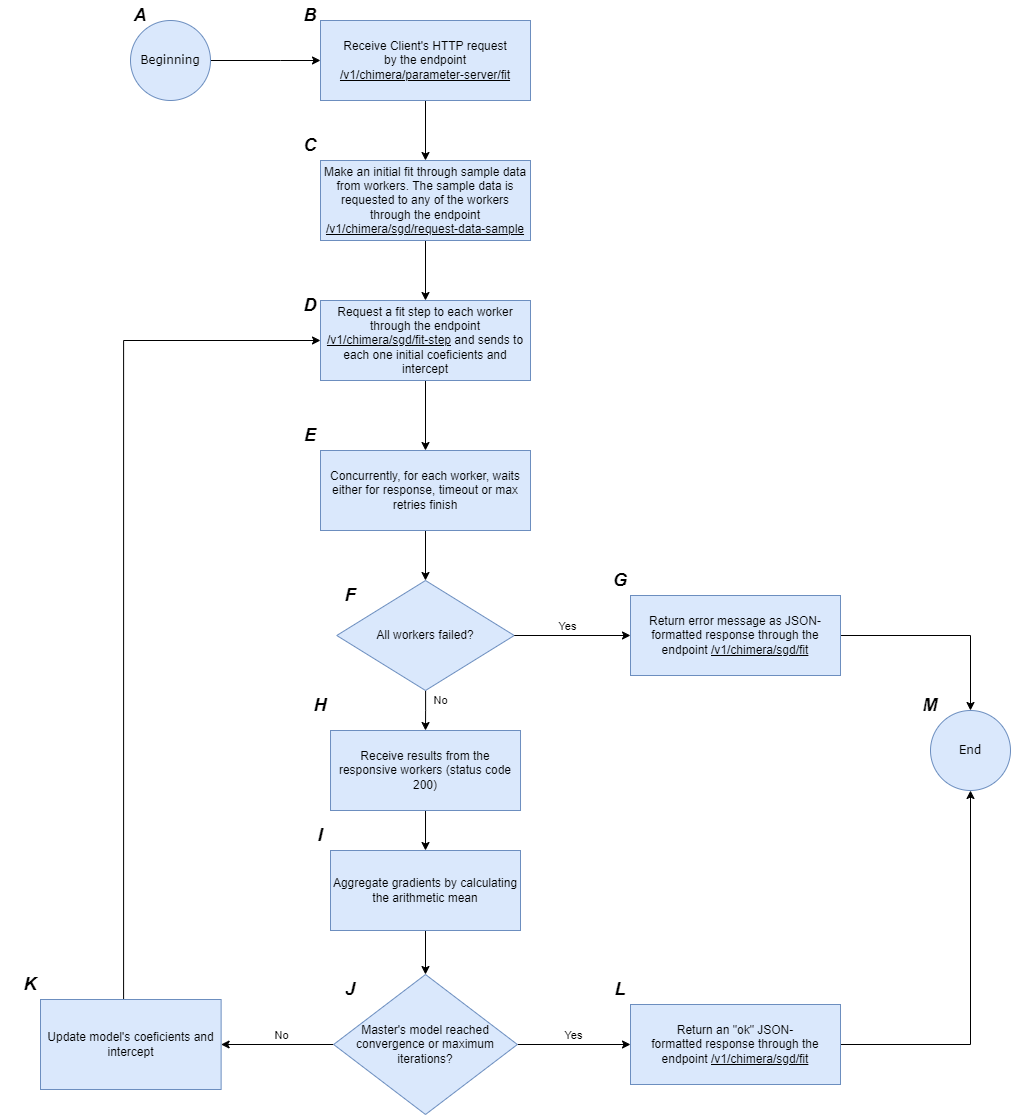 A
Beginning
B
Receive Client's HTTP request
by the endpoint
/v1/chimera/parameter-server/fit
C
Make an initial fit through sample data
from workers. The sample data is
requested to any of the workers
through the endpoint
/v1/chimera/sgd/request-data-sample
D
Request a fit step to each worker
through the endpoint
/v1/chimera/sgd/fit-step and sends to
each one initial coeficients and
intercept
E
Concurrently, for each worker, waits
either for response, timeout or max
retries finish
F
All workers failed?
Yes
G
Return error message as JSON-
formatted response through the
endpoint /v1/chimera/sgd/fit
No
H
Receive results from the
responsive workers (status code
200)
I
Aggregate gradients by calculating
the arithmetic mean
J
Master's model reached
convergence or maximum
iterations?
No
K
Update model's coeficients and
intercept
Yes
L
Return an "ok" JSON-
formatted response through the
endpoint /v1/chimera/sgd/fit
M
End